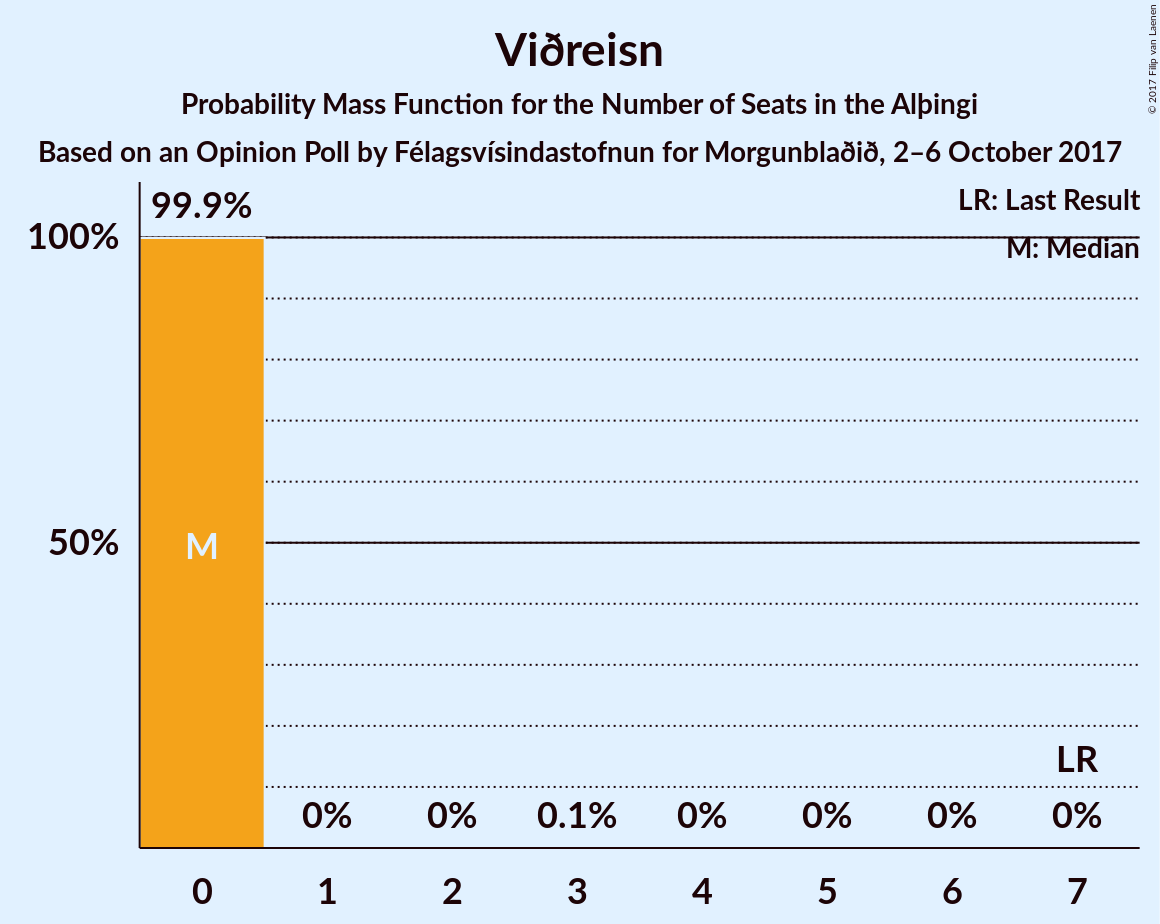 Viðreisn
Probability Mass Function for the Number of Seats in the Alþingi
Based on an Opinion Poll by Félagsvísindastofnun for Morgunblaðið, 2–6 October 2017
© 2017 Filip van Laenen
LR: Last Result
M: Median
99.9%
100%
50%
M
LR
0% 0% 0.1% 0% 0% 0% 0%
0 1 2 3 4 5 6 7